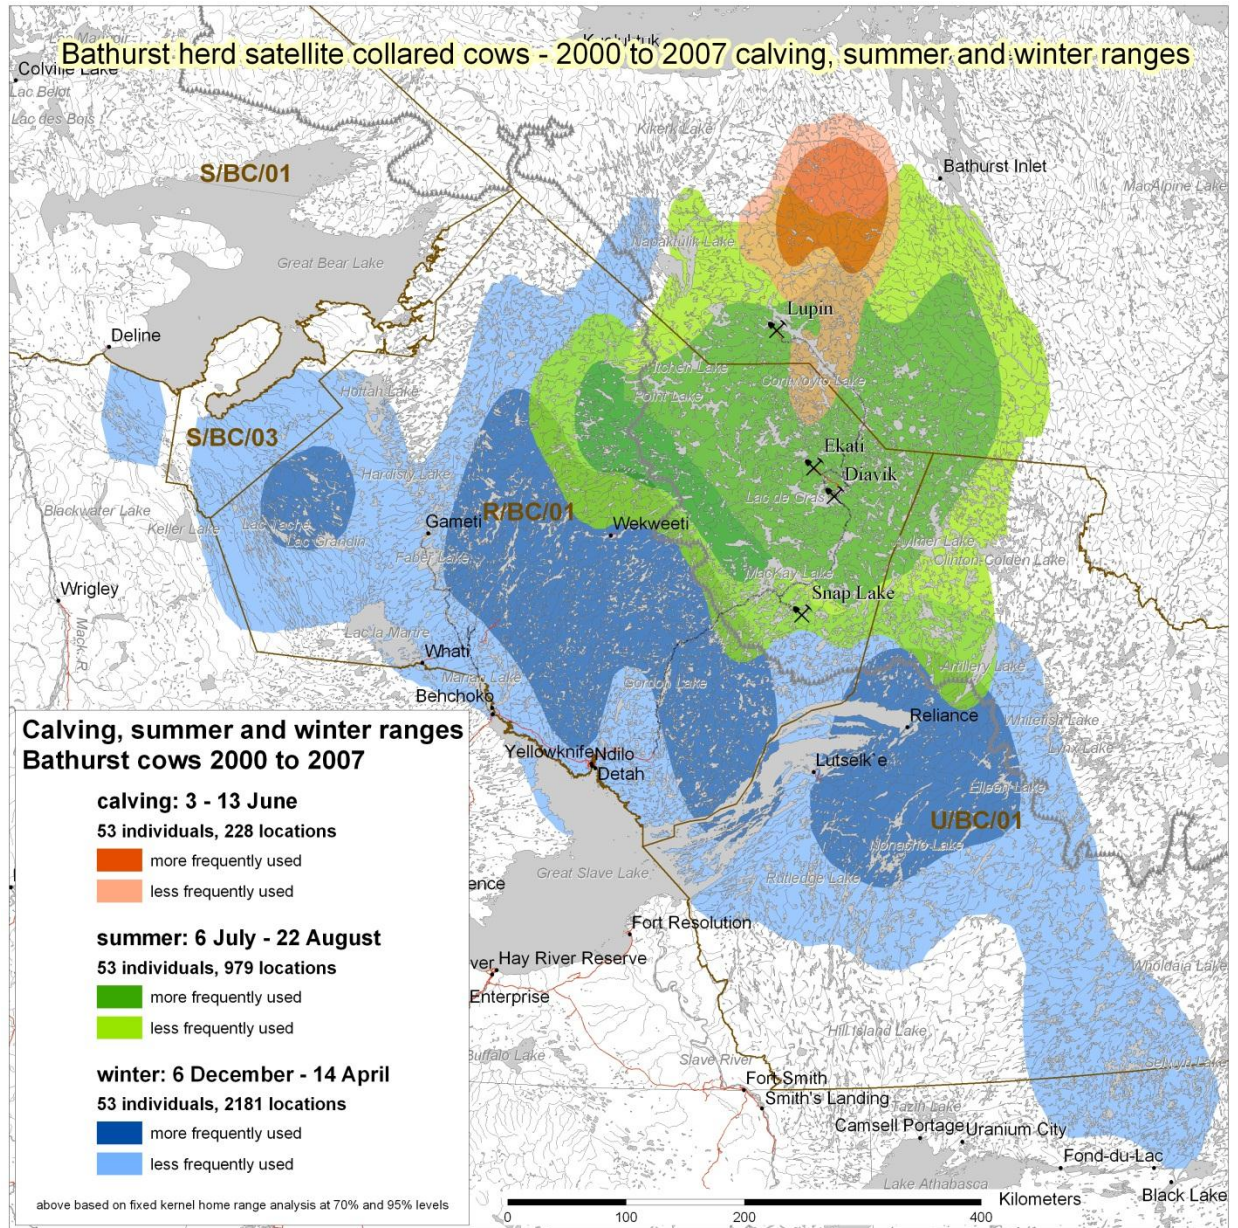 Bathurst herd satellite collared cows - 2000 to 2007 calving, summer and winter ranges
Colville Lake
Lac Belot
Lac des Bois
Kikerk Lake
S/BC/01
Bathurst Inlet
MacAlpine Lake
Napaktulik Lake
Great Bear Lake
Lupin
Deline
Itchen Lake
Contwoyto Lake
Point Lake
Hottah Lake
S/BC/03
Ekati
Hardisty Lake
Diavik
Lac de Gras
Blackwater Lake
R/BC/01
Keller Lake
Lac Tache
Gameti
Wekweeti
Lac Grandin
Aylmer Lake
Faber Lake
Clinton-Colden Lake
MacKay Lake
Wrigley
Snap Lake
Mack. R
Lac la Martre
Whati
Artillery Lake
Marian Lake
Gordon Lake
Behchoko
Reliance
Whitefish Lake
Lynx Lake
Yellowknife
Ndilo
Lutselk`e
Detah
Eileen Lake
U/BC/01
Nonacho Lake
Great Slave Lake
Rutledge Lake
ence
Fort Resolution
ver
Hay River Reserve
Wholdaia Lake
Enterprise
Hill Island Lake
Buffalo Lake
Slave River
Selwyn Lake
Fort Smith
Smith's Landing
Tazin Lake
Camsell Portage
Uranium City
Fond-du-Lac
Lake Athabasca
Black Lake
Calving, summer and winter ranges
Bathurst cows 2000 to 2007
calving: 3 - 13 June
53 individuals, 228 locations
more frequently used
less frequently used
summer: 6 July - 22 August
53 individuals, 979 locations
more frequently used
less frequently used
winter: 6 December - 14 April
53 individuals, 2181 locations
more frequently used
less frequently used
above based on fixed kernel home range analysis at 70% and 95% levels
Kilometers
0 100 200 400